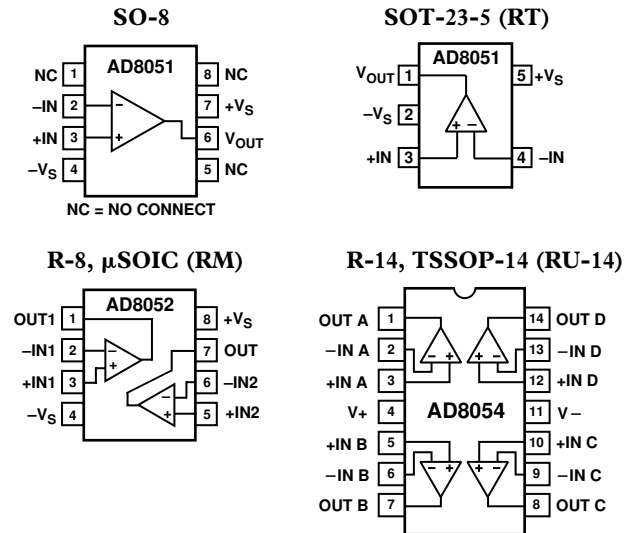 SO-8
AD8051
NC 1
8 NC
−IN 2
7 +VS
+IN 3
6 VOUT
−VS 4
5 NC
− +
NC = NO CONNECT
SOT-23-5 (RT)
AD8051
VOUT 1
5 +VS
−VS 2
+IN 3
4 −IN
+ −
R-8, μSOIC (RM)
AD8052
OUT1 1
8 +VS
−IN1 2
7 OUT
+IN1 3
6 −IN2
−VS 4
5 +IN2
− +
− +
R-14, TSSOP-14 (RU-14)
OUT A 1
14 OUT D
−IN A 2
13 −IN D
+IN A 3
12 +IN D
− +
+ −
V+ 4
AD8054
11 V−
+IN B 5
10 +IN C
−IN B 6
9 −IN C
OUT B 7
8 OUT C
− +
+ −